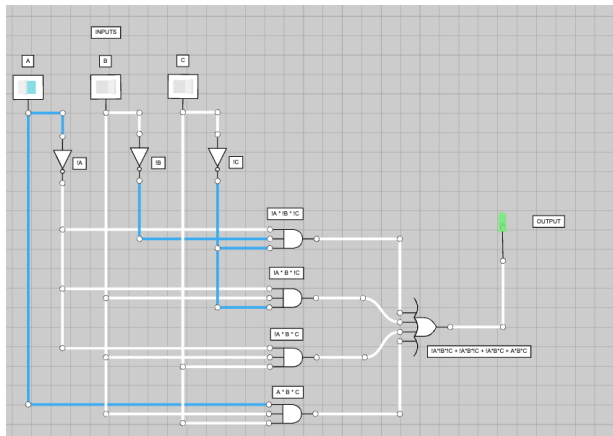 INPUTS
A
B
C
!A
!B
!C
!A * !B * !C
OUTPUT
!A * B * !C
!A * B * C
!A*!B*!C + !A*B*!C + !A*B*C + A*B*C
A * B * C